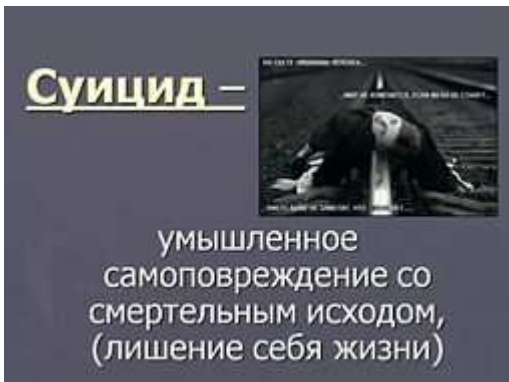 Суицид –
умышленное
самоповреждение со
смертельным исходом,
(лишение себя жизни)